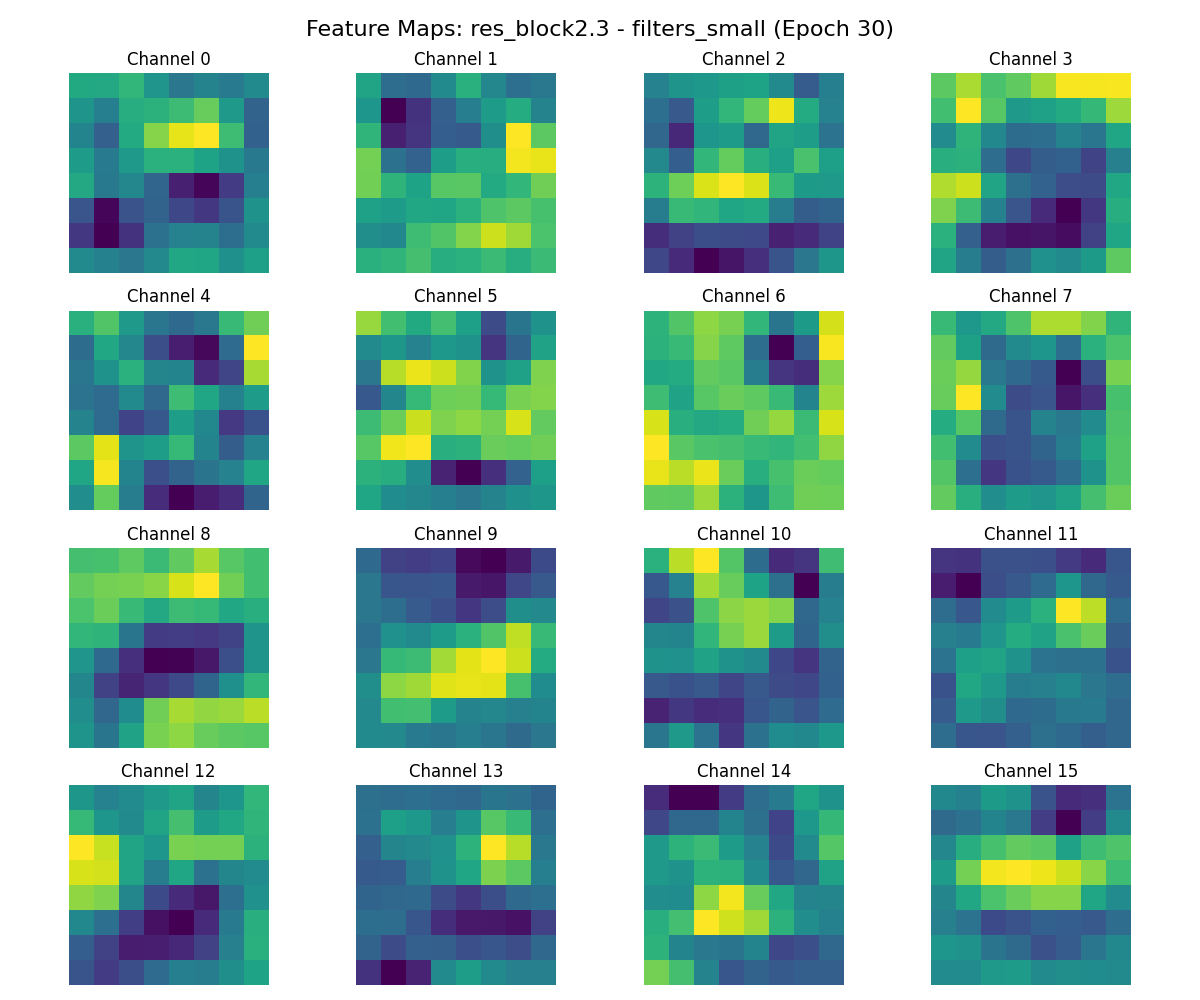 Feature Maps: res_block2.3 - filters_small (Epoch 30)
Channel 0
Channel 1
Channel 2
Channel 3
Channel 4
Channel 5
Channel 6
Channel 7
Channel 8
Channel 9
Channel 10
Channel 11
Channel 12
Channel 13
Channel 14
Channel 15